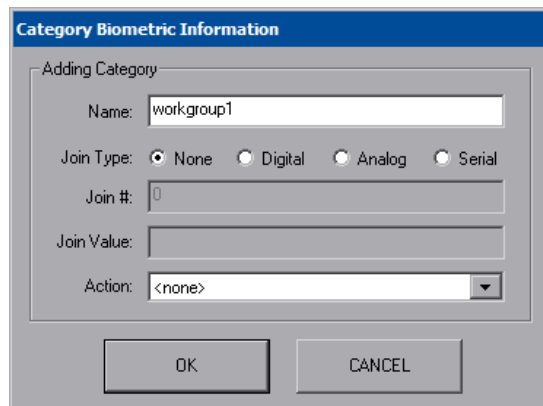 Category Biometric Information
Adding Category
Name: workgroup1
Join Type: None Digital Analog Serial
Join #: 0
Join Value:
Action: <none>
OK CANCEL